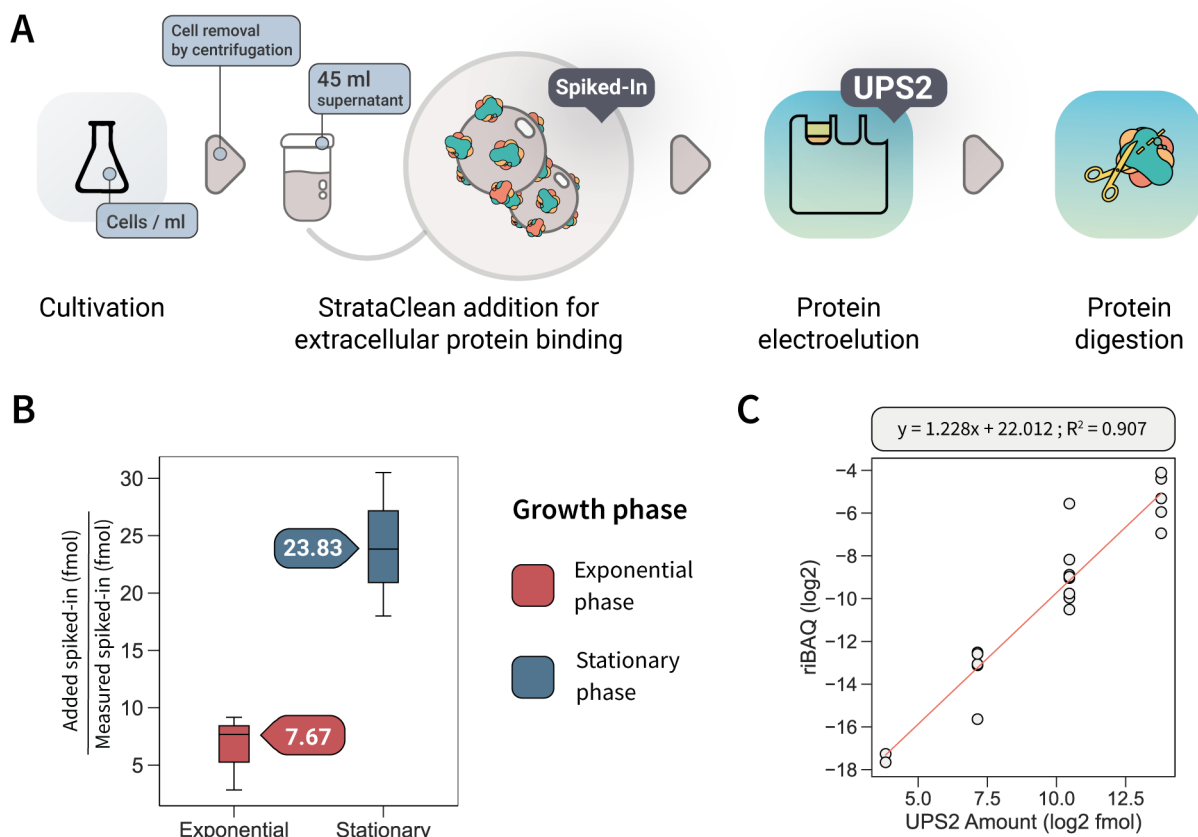 A
Cell removal
by centrifugation
45 ml
supernatant
Spiked-In
UPS2
Cells / ml
Cultivation
StrataClean addition for
extracellular protein binding
Protein
electroelution
Protein
digestion
B
Added spiked-in (fmol)
Measured spiked-in (fmol)
30
25
20
15
10
5
23.83
7.67
Exponential
Stationary
Growth phase
Exponential
phase
Stationary
phase
C
y = 1.228x + 22.012 ; R² = 0.907
riBAQ (log2)
−4
−6
−8
−10
−12
−14
−16
−18
5.0
7.5
10.0
12.5
UPS2 Amount (log2 fmol)